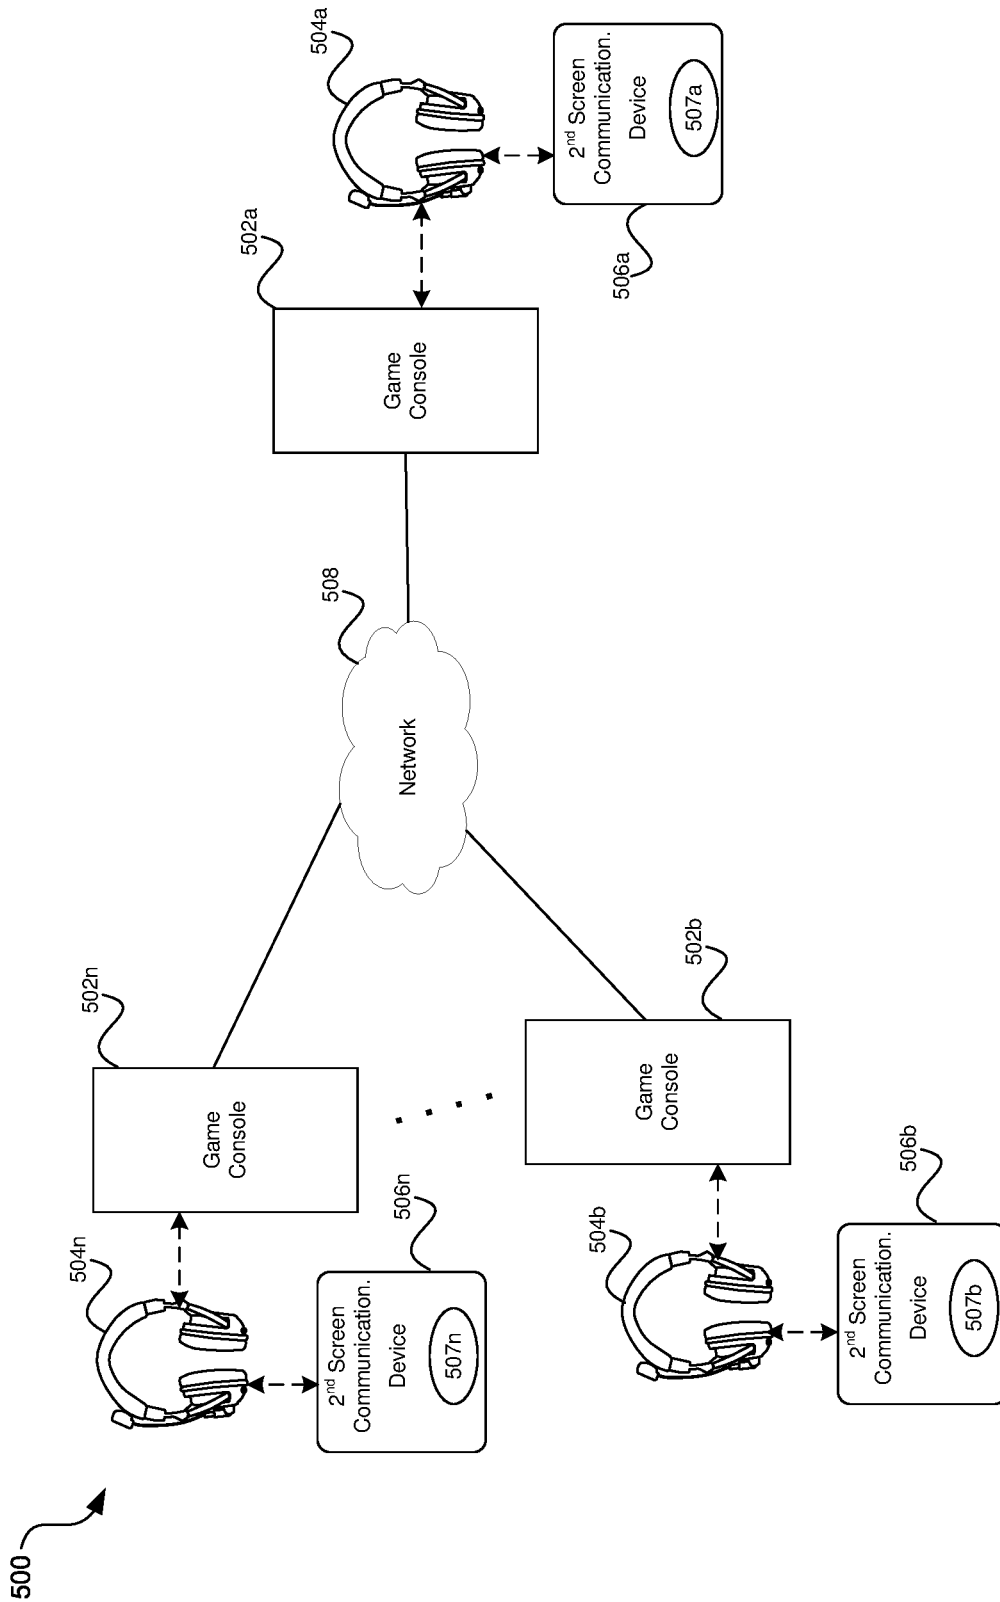 500
504n
502n
Game
Console
506n
2nd Screen
Communication.
Device
507n
508
Network
504b
502b
Game
Console
506b
2nd Screen
Communication.
Device
507b
502a
Game
Console
504a
506a
2nd Screen
Communication.
Device
507a